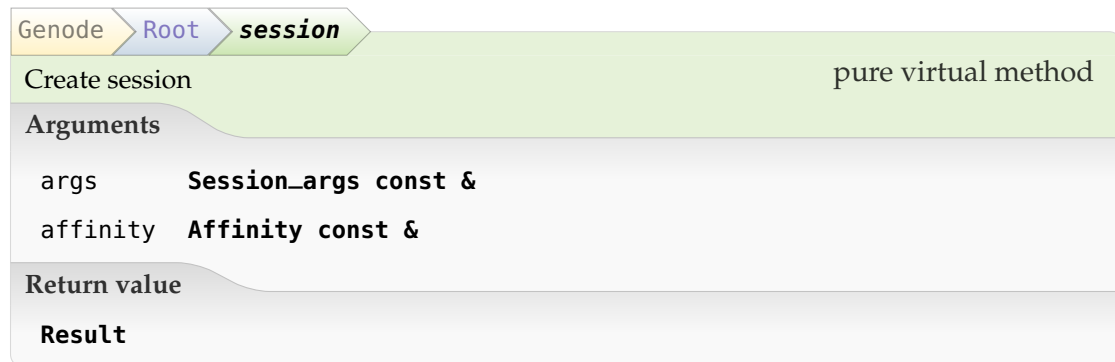 Genode Root session
Create session pure virtual method
Arguments
args Session_args const &
affinity Affinity const &
Return value
Result